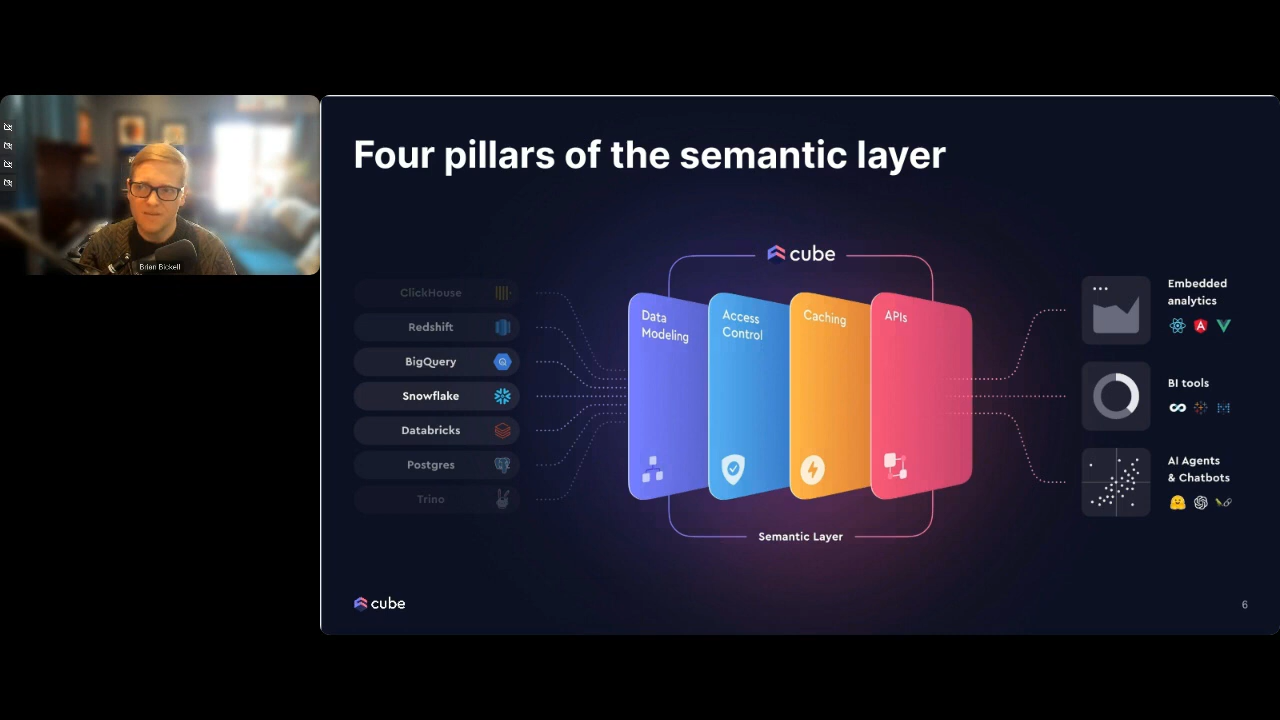 Brian Bickell
Four pillars of the semantic layer
cube
ClickHouse
Redshift
BigQuery
Snowflake
Databricks
Postgres
Trino
Data
Modeling
Access
Control
Caching
APIs
Semantic Layer
Embedded
analytics
BI tools
AI Agents
& Chatbots
cube
6